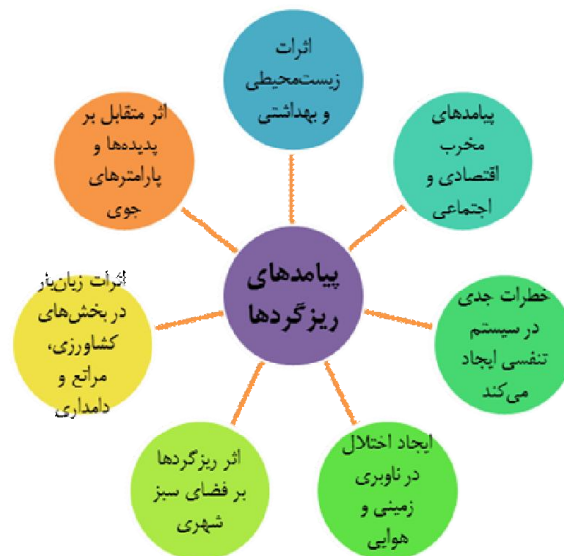 اثرات
زیست‌محیطی
و بهداشتی
پیامدهای
مخرب
اقتصادی و
اجتماعی
خطرات جدی
در سیستم
تنفسی ایجاد
می‌کند
ایجاد اختلال
در ناوبری
زمینی و
هوایی
اثر ریزگردها
بر فضای سبز
شهری
اثرات زیان‌بار
در بخش‌های
کشاورزی،
مراتع و
دامداری
اثر متقابل بر
پدیده‌ها و
پارامترهای
جوی
پیامدهای
ریزگردها